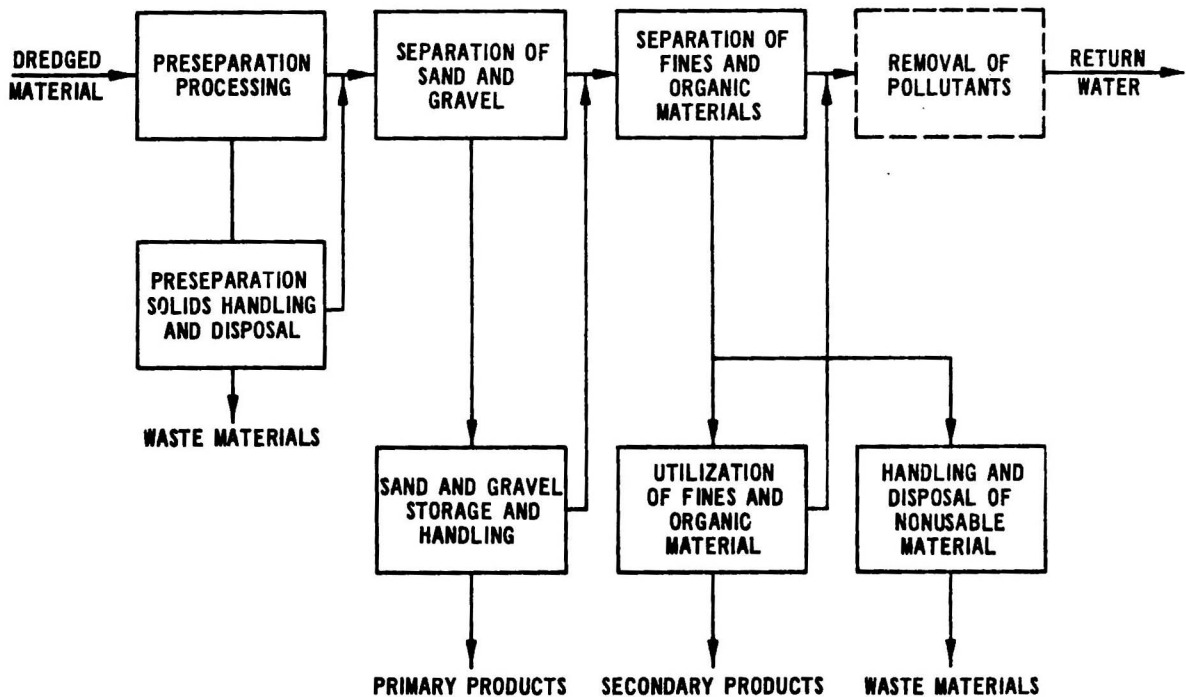 DREDGED
MATERIAL
PRESEPARATION
PROCESSING
SEPARATION OF
SAND AND
GRAVEL
SEPARATION OF
FINES AND
ORGANIC
MATERIALS
REMOVAL OF
POLLUTANTS
RETURN
WATER
PRESEPARATION
SOLIDS HANDLING
AND DISPOSAL
WASTE MATERIALS
SAND AND GRAVEL
STORAGE AND
HANDLING
UTILIZATION
OF FINES AND
ORGANIC
MATERIAL
HANDLING AND
DISPOSAL OF
NONUSABLE
MATERIAL
PRIMARY PRODUCTS
SECONDARY PRODUCTS
WASTE MATERIALS